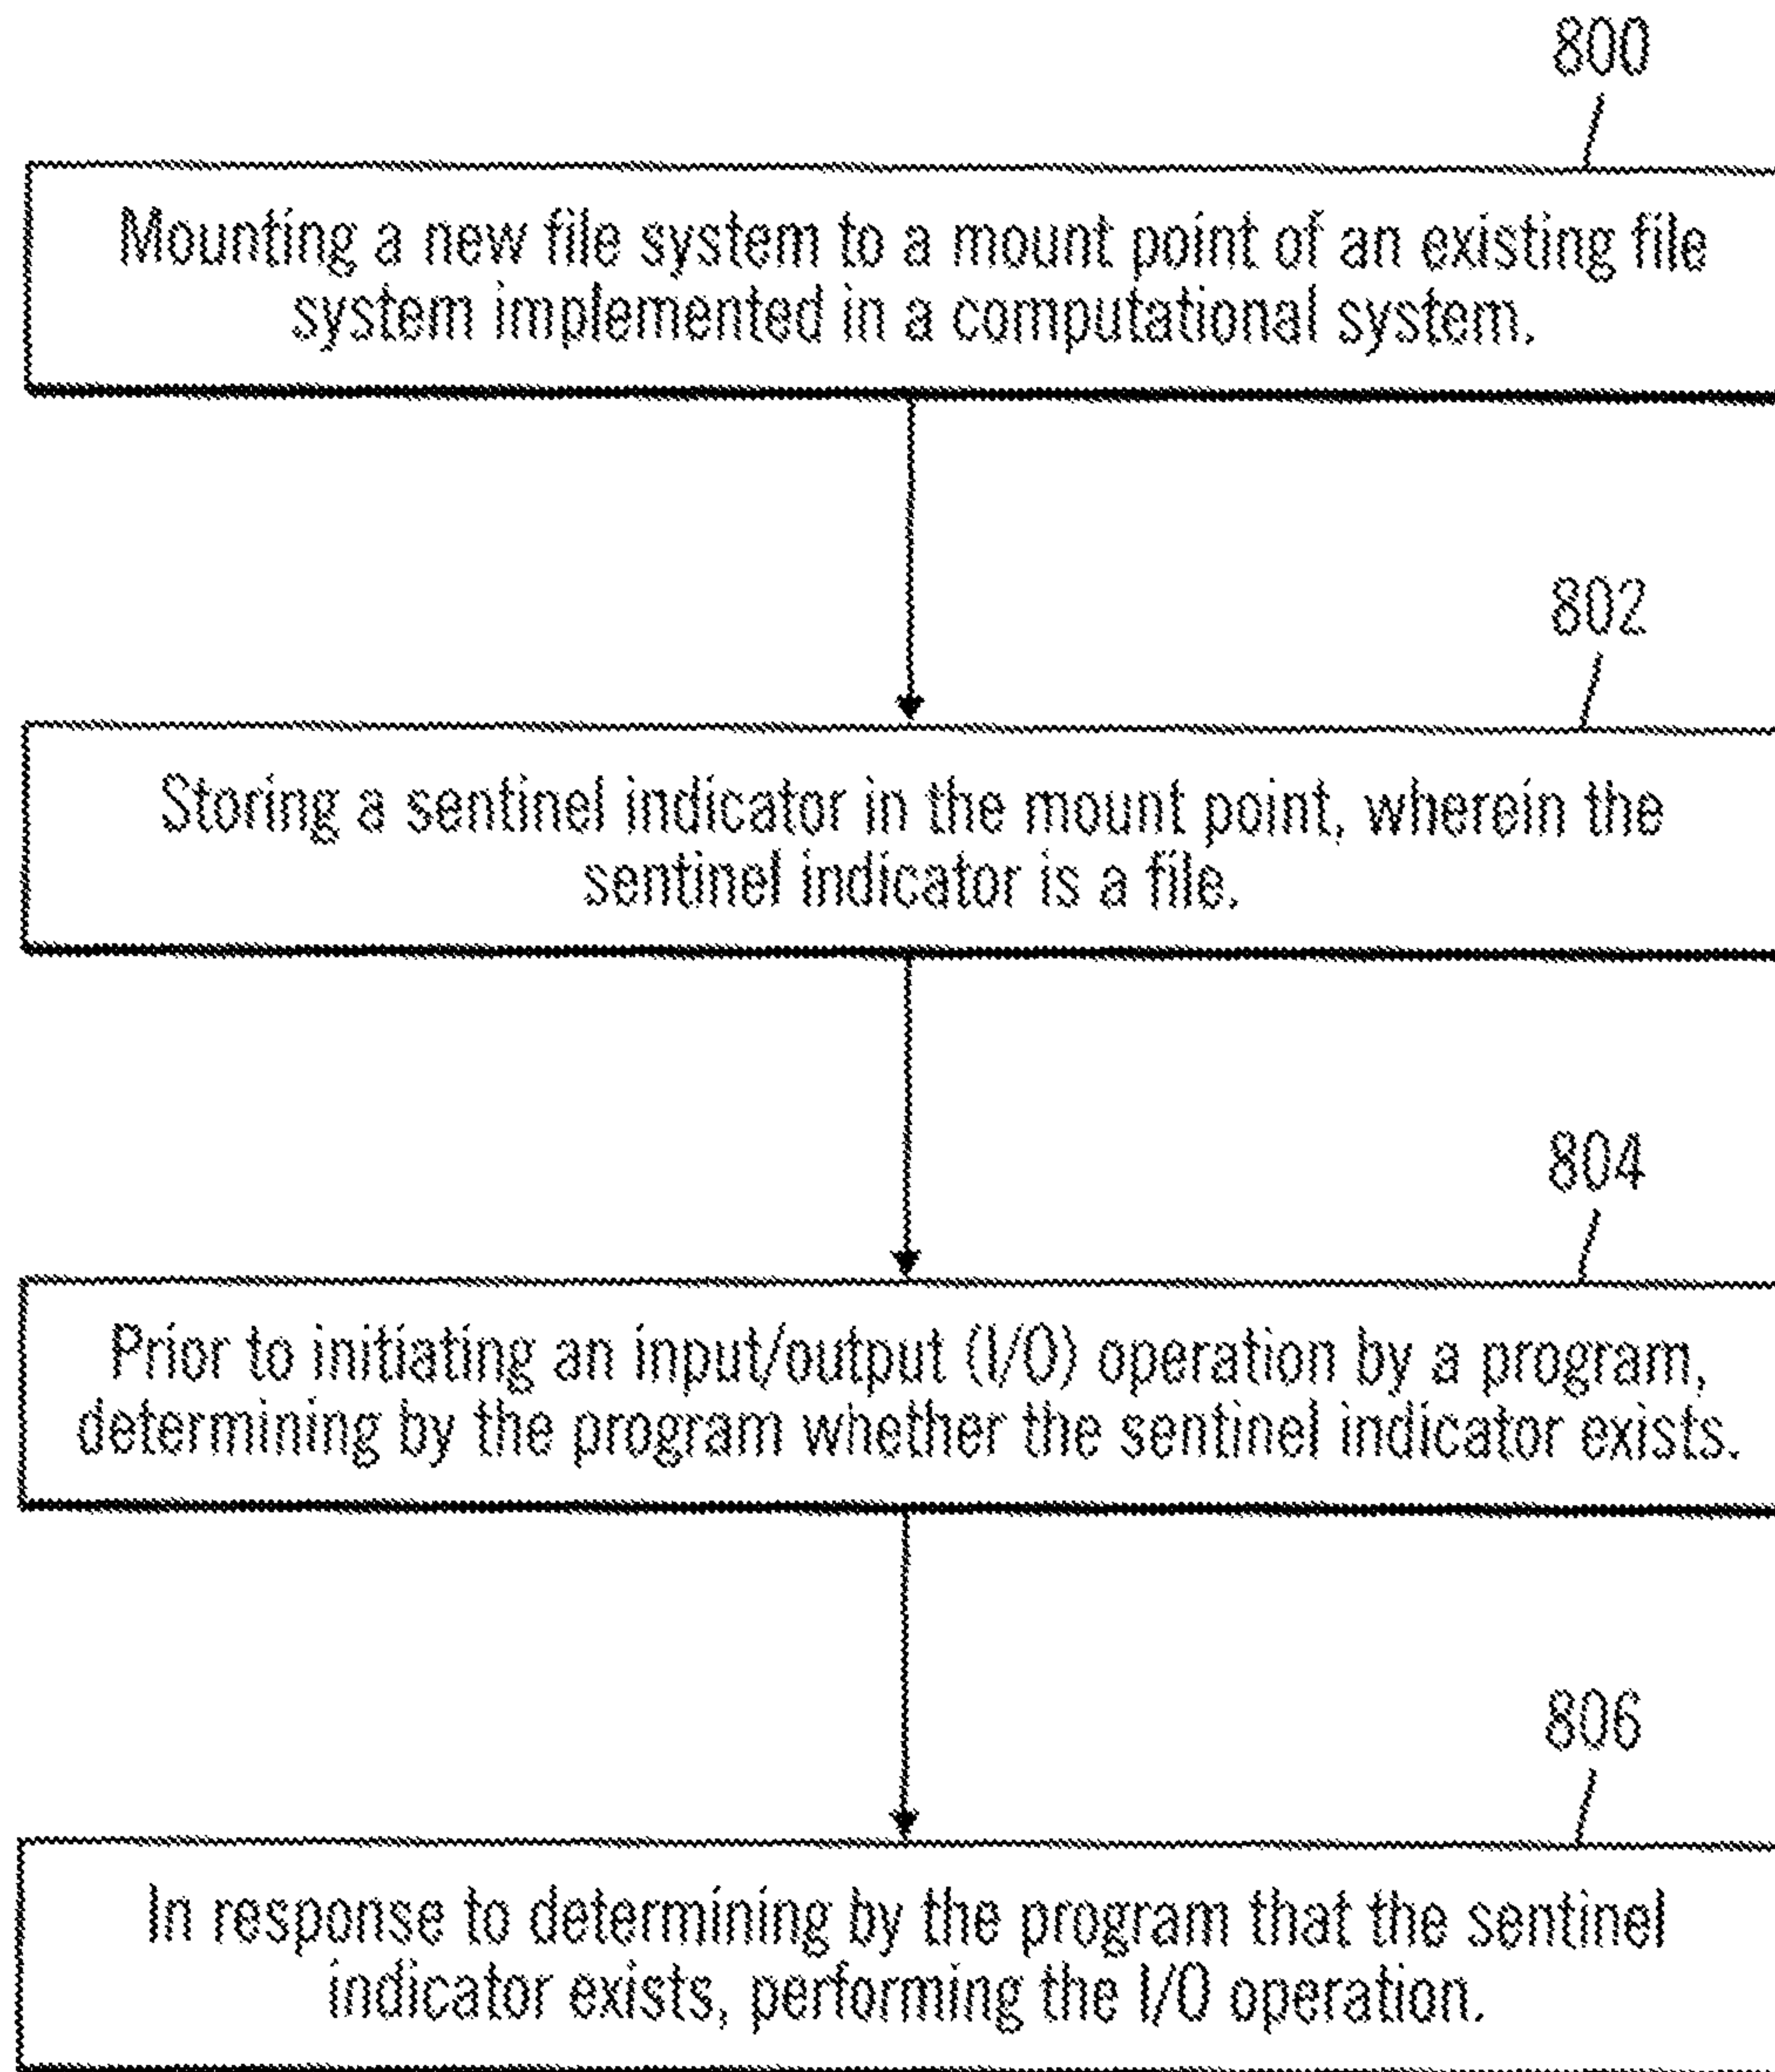 800
Mounting a new file system to a mount point of an existing file
system implemented in a computational system.
802
Storing a sentinel indicator in the mount point, wherein the
sentinel indicator is a file.
804
Prior to initiating an input/output (I/O) operation by a program,
determining by the program whether the sentinel indicator exists.
806
In response to determining by the program that the sentinel
indicator exists, performing the I/O operation.